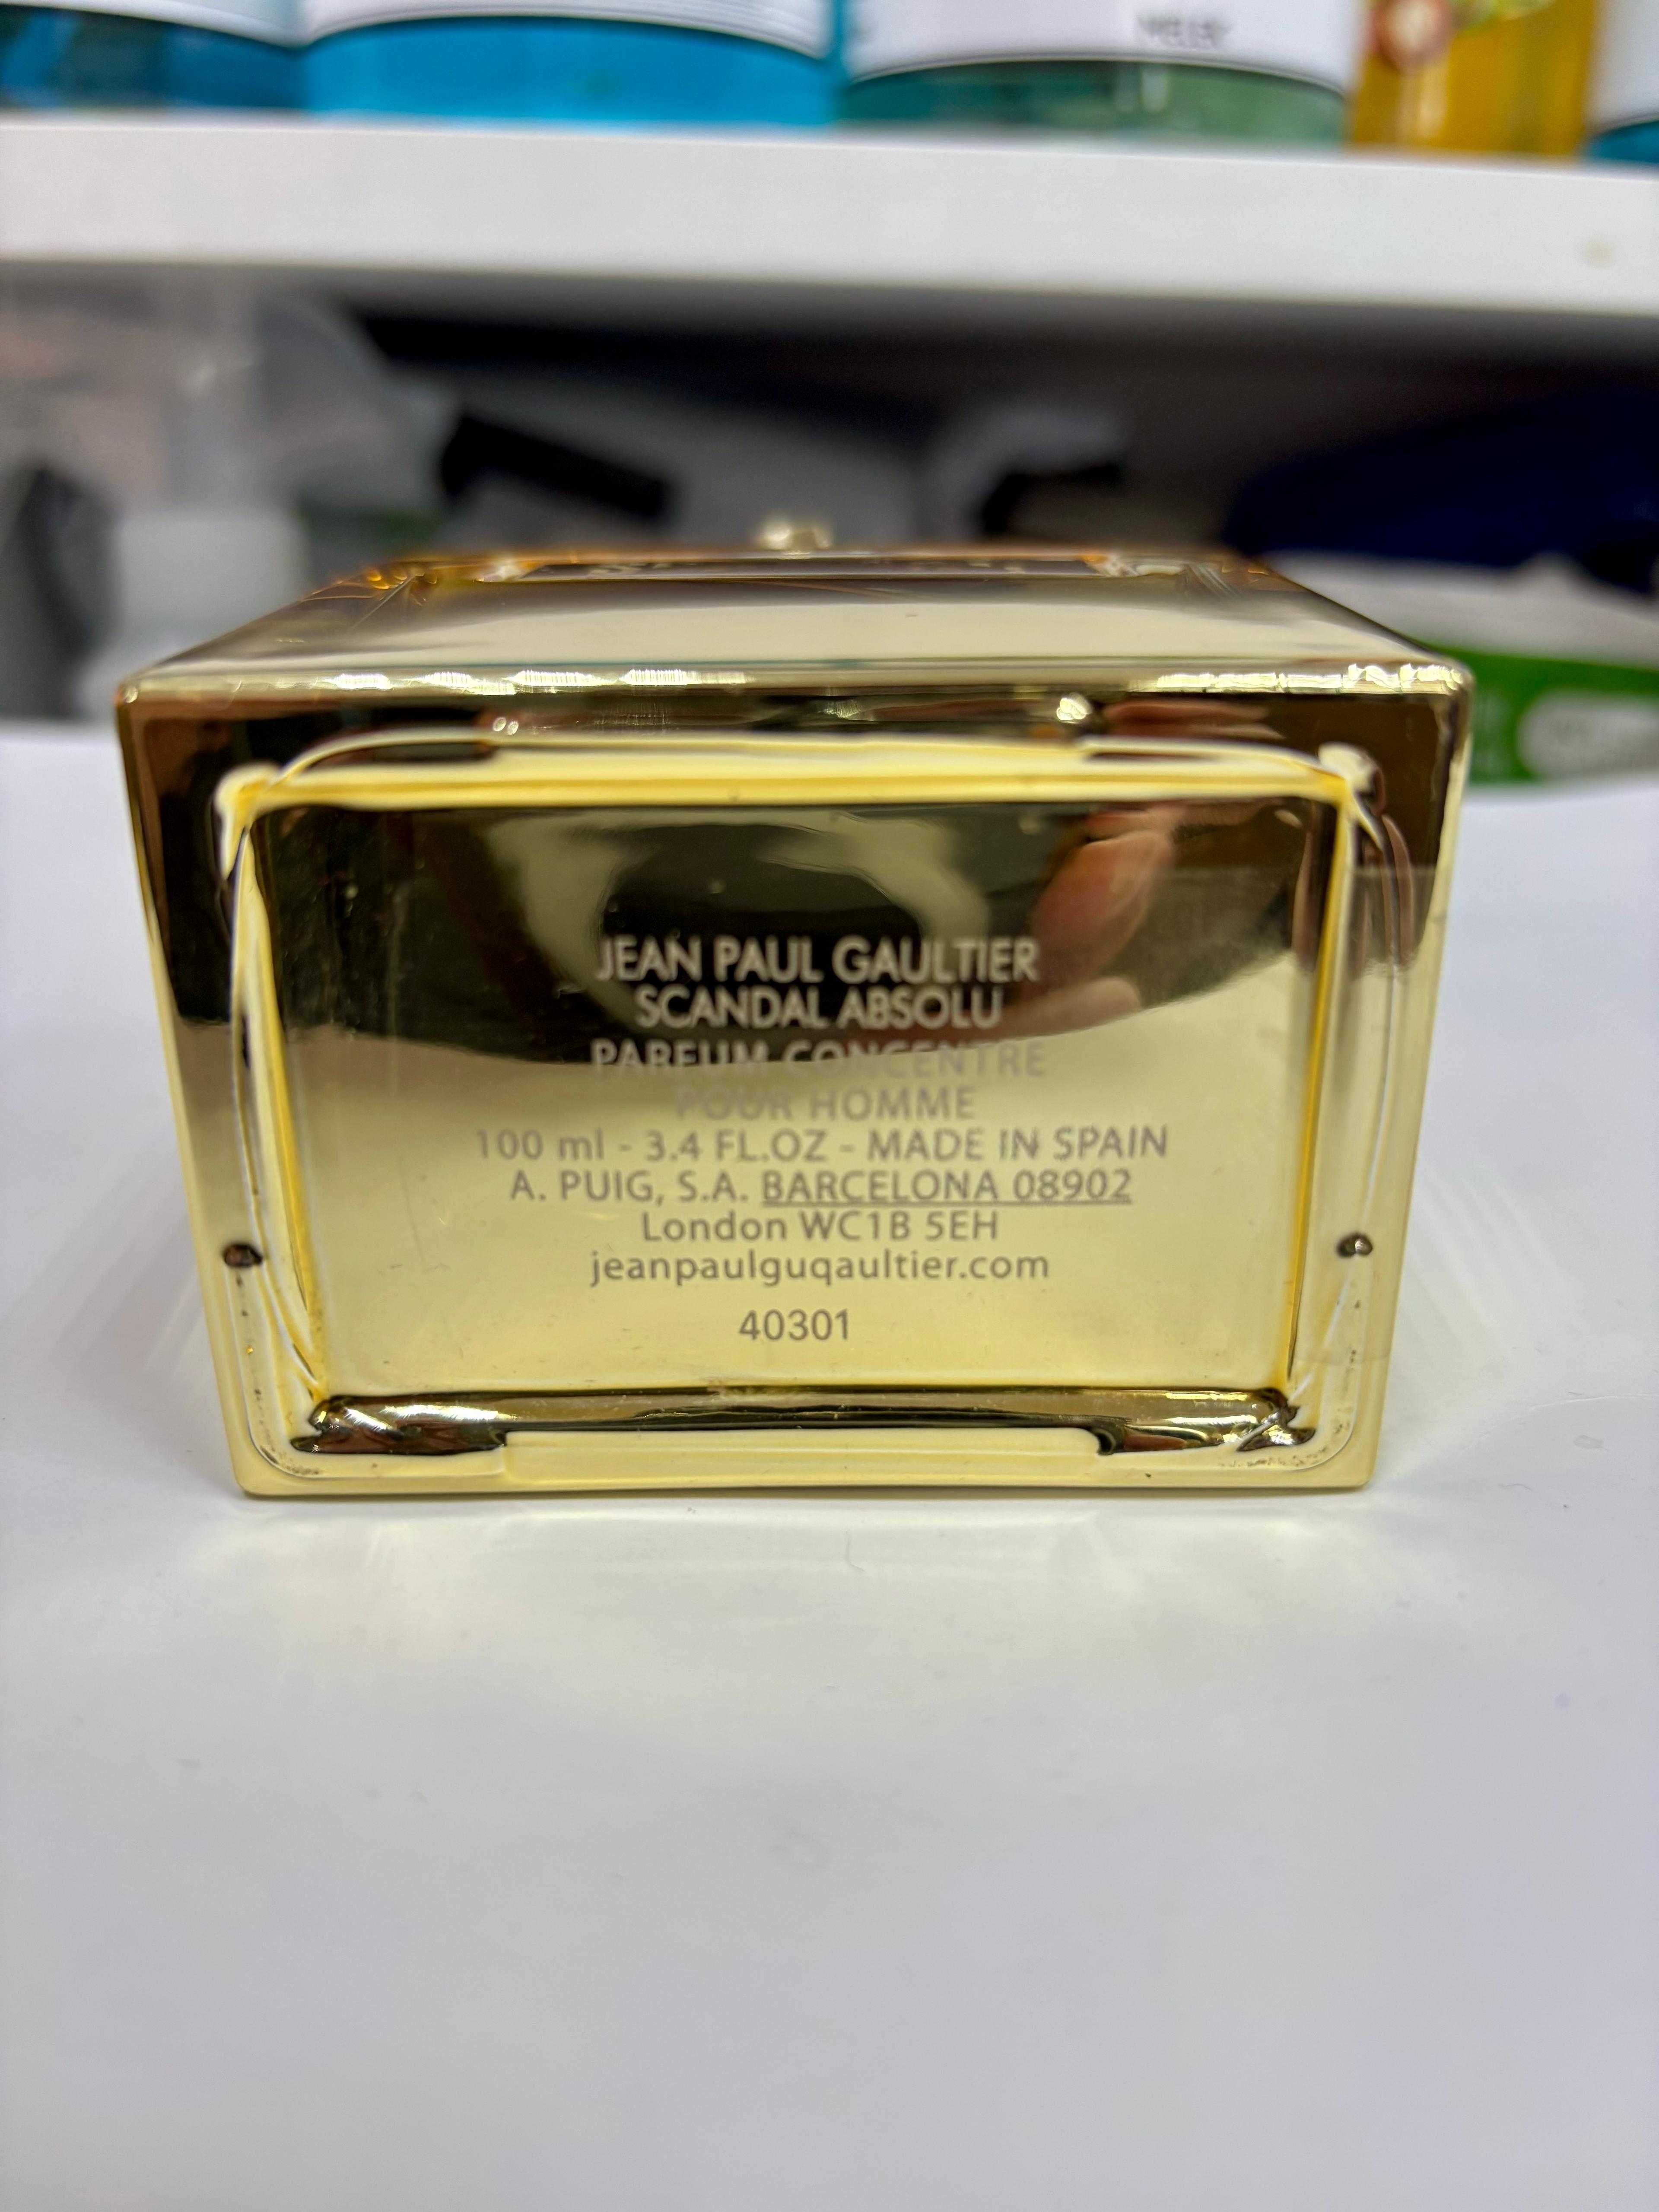 JEAN PAUL GAULTIER
SCANDAL ABSOLU
PARFUM CONCENTRE
POUR HOMME
100 ml - 3.4 FL.OZ - MADE IN SPAIN
A. PUIG, S.A. BARCELONA 08902
London WC1B 5EH
jeanpaulguqaultier.com
40301